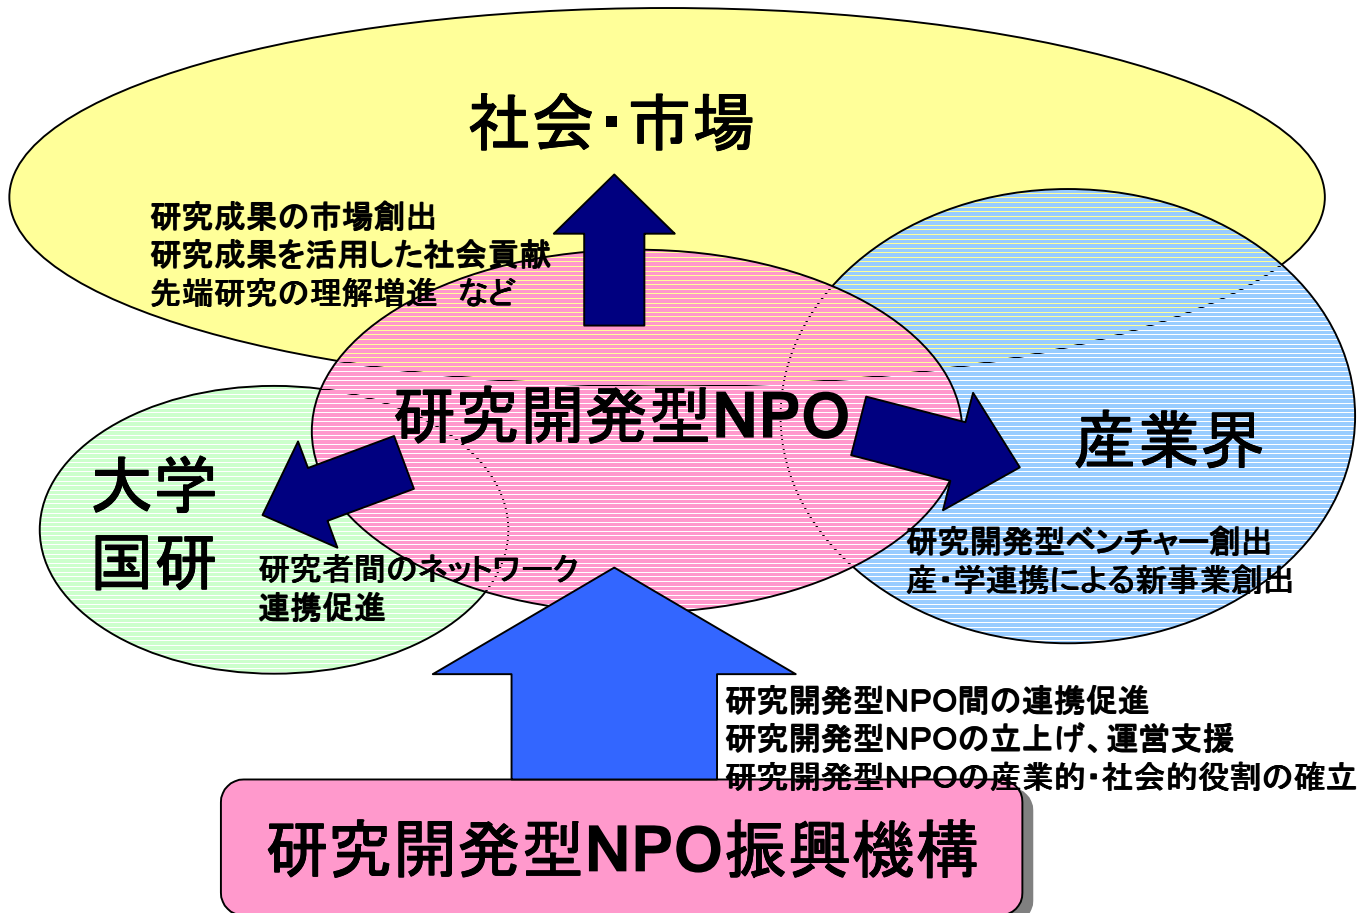 社会・市場
研究成果の市場創出
研究成果を活用した社会貢献
先端研究の理解増進　など
研究開発型NPO
産業界
大学
国研
研究者間のネットワーク
連携促進
研究開発型ベンチャー創出
産・学連携による新事業創出
研究開発型ＮＰＯ間の連携促進
研究開発型ＮＰＯの立上げ、運営支援
研究開発型ＮＰＯの産業的・社会的役割の確立
研究開発型NPO振興機構